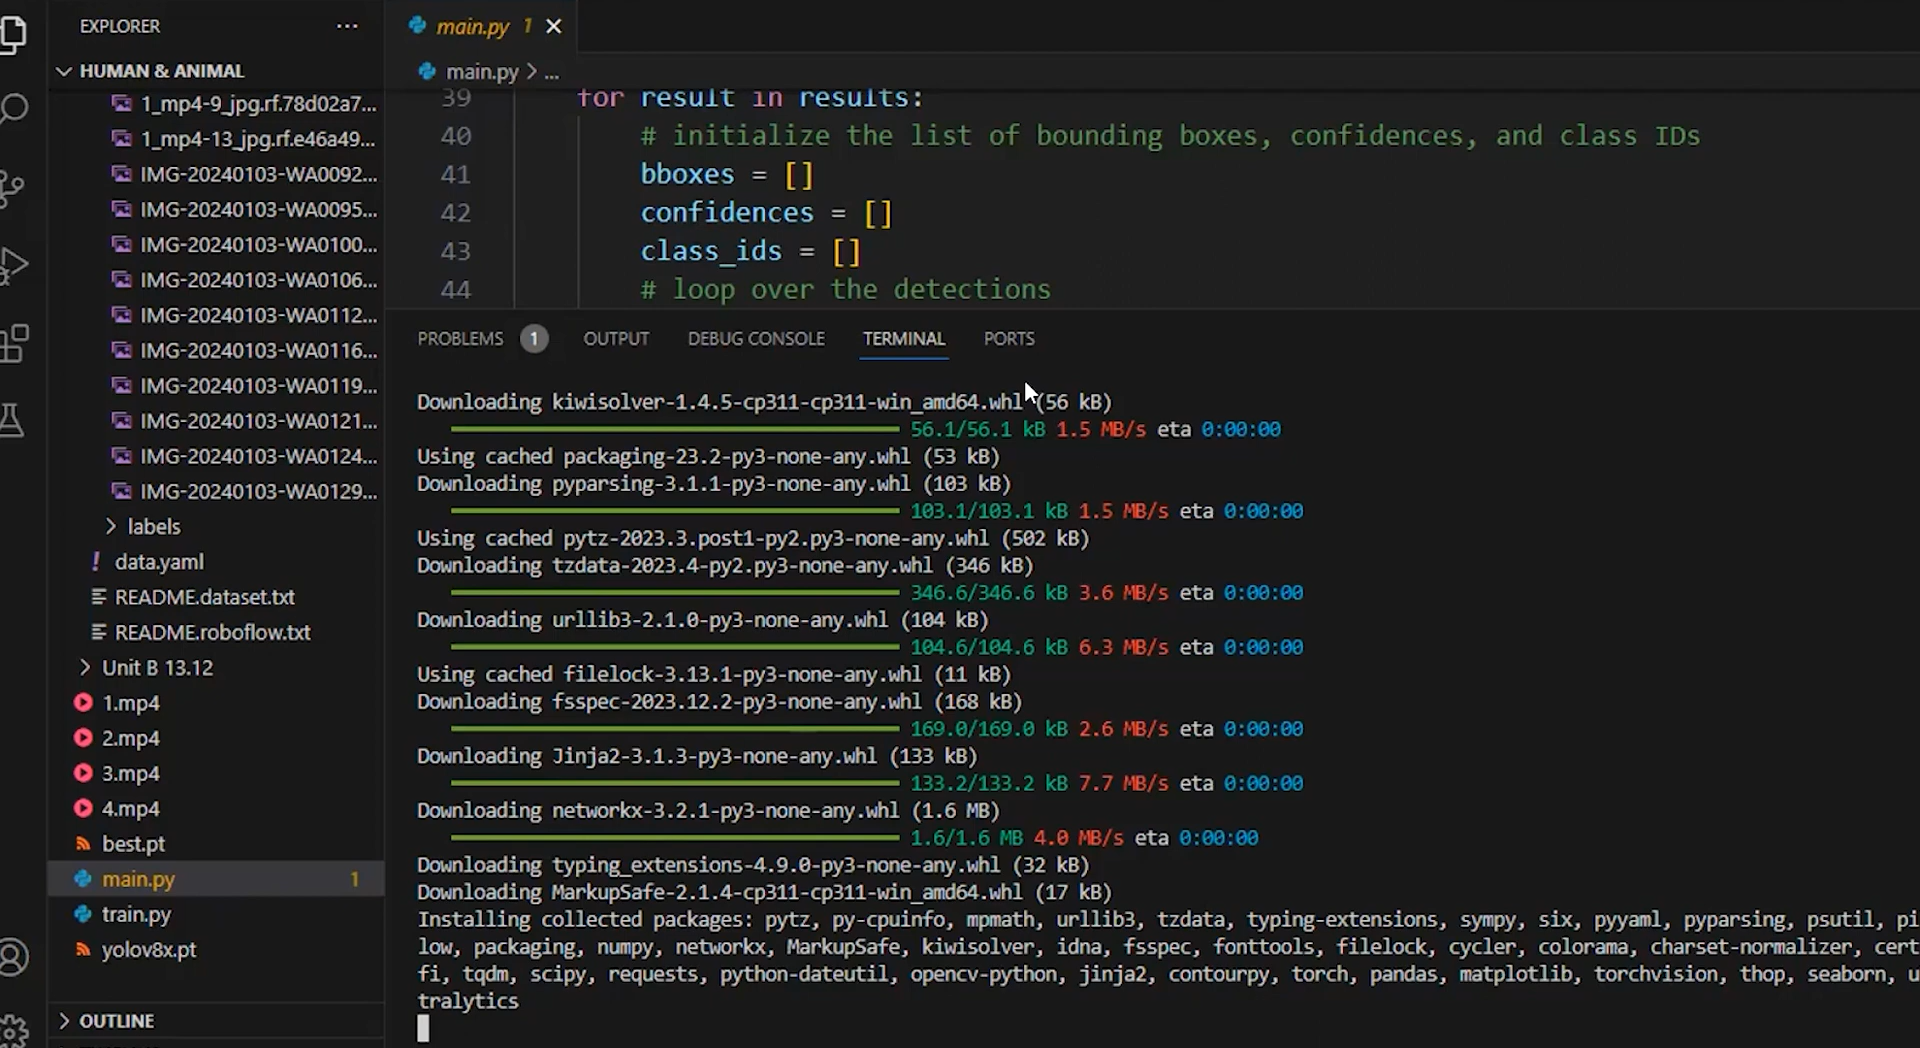 EXPLORER
HUMAN & ANIMAL
1_mp4-9_jpg.rf.78d02a7...
1_mp4-13_jpg.rf.e46a49...
IMG-20240103-WA0092...
IMG-20240103-WA0095...
IMG-20240103-WA0100...
IMG-20240103-WA0106...
IMG-20240103-WA0112...
IMG-20240103-WA0116...
IMG-20240103-WA0119...
IMG-20240103-WA0121...
IMG-20240103-WA0124...
IMG-20240103-WA0129...
labels
data.yaml
README.dataset.txt
README.roboflow.txt
Unit B 13.12
1.mp4
2.mp4
3.mp4
4.mp4
best.pt
main.py 1
train.py
yolov8x.pt
OUTLINE
main.py 1
main.py > ...
39 for result in results:
40 # initialize the list of bounding boxes, confidences, and class IDs
41 bboxes = []
42 confidences = []
43 class_ids = []
44 # loop over the detections
PROBLEMS 1 OUTPUT DEBUG CONSOLE TERMINAL PORTS
Downloading kiwisolver-1.4.5-cp311-cp311-win_amd64.whl (56 kB)
56.1/56.1 kB 1.5 MB/s eta 0:00:00
Using cached packaging-23.2-py3-none-any.whl (53 kB)
Downloading pyparsing-3.1.1-py3-none-any.whl (103 kB)
103.1/103.1 kB 1.5 MB/s eta 0:00:00
Using cached pytz-2023.3.post1-py2.py3-none-any.whl (502 kB)
Downloading tzdata-2023.4-py2.py3-none-any.whl (346 kB)
346.6/346.6 kB 3.6 MB/s eta 0:00:00
Downloading urllib3-2.1.0-py3-none-any.whl (104 kB)
104.6/104.6 kB 6.3 MB/s eta 0:00:00
Using cached filelock-3.13.1-py3-none-any.whl (11 kB)
Downloading fsspec-2023.12.2-py3-none-any.whl (168 kB)
169.0/169.0 kB 2.6 MB/s eta 0:00:00
Downloading Jinja2-3.1.3-py3-none-any.whl (133 kB)
133.2/133.2 kB 7.7 MB/s eta 0:00:00
Downloading networkx-3.2.1-py3-none-any.whl (1.6 MB)
1.6/1.6 MB 4.0 MB/s eta 0:00:00
Downloading typing_extensions-4.9.0-py3-none-any.whl (32 kB)
Downloading MarkupSafe-2.1.4-cp311-cp311-win_amd64.whl (17 kB)
Installing collected packages: pytz, py-cpuinfo, mpmath, urllib3, tzdata, typing-extensions, sympy, six, pyyaml, pyparsing, psutil, pi
low, packaging, numpy, networkx, MarkupSafe, kiwisolver, idna, fsspec, fonttools, filelock, cycler, colorama, charset-normalizer, cert
fi, tqdm, scipy, requests, python-dateutil, opencv-python, jinja2, contourpy, torch, pandas, matplotlib, torchvision, thop, seaborn, u
tralytics